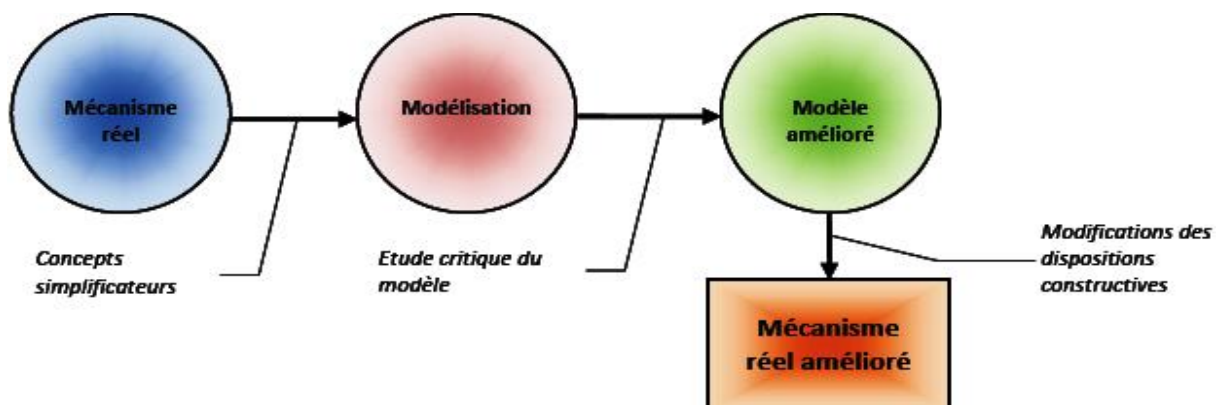 Mécanisme
réel
Modélisation
Modèle
amélioré
Concepts
simplificateurs
Etude critique du
modèle
Modifications des
dispositions
constructives
Mécanisme
réel amélioré